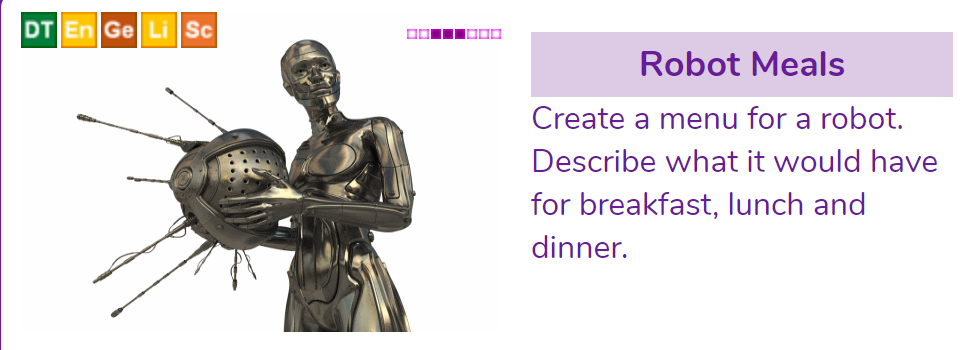 DT En Ge Li Sc
Robot Meals
Create a menu for a robot.
Describe what it would have
for breakfast, lunch and
dinner.